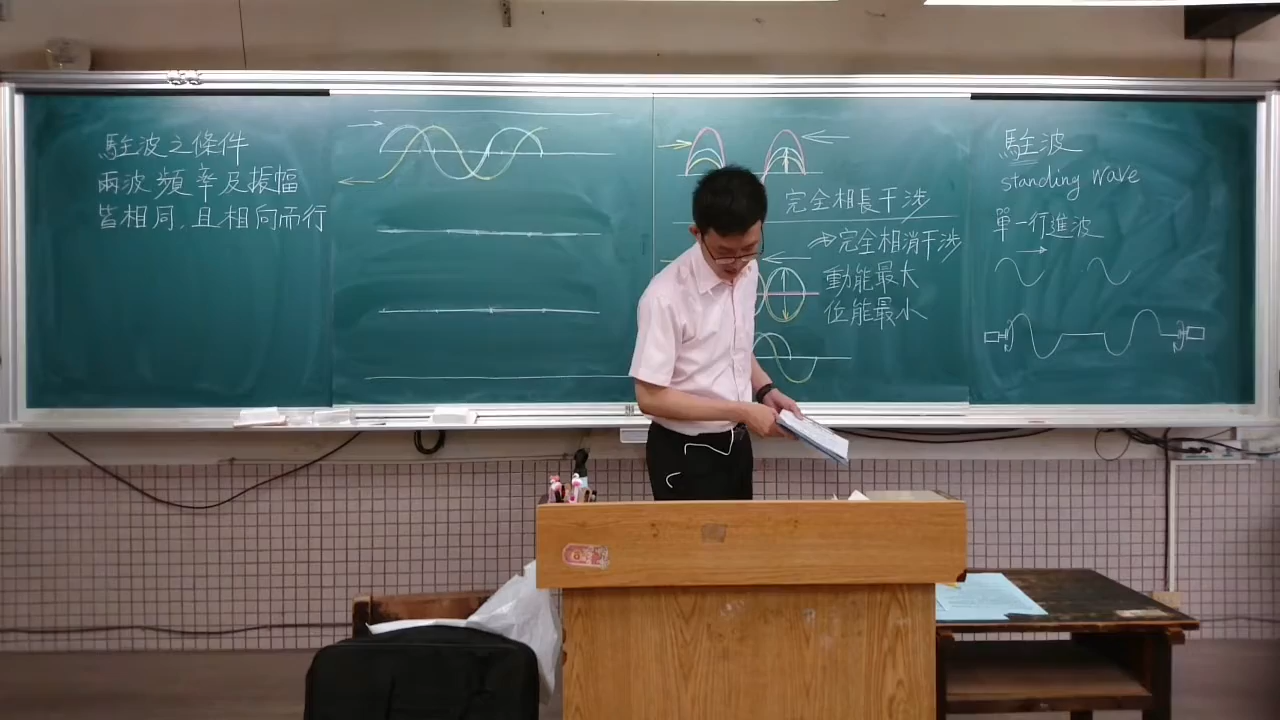 駐波之條件
兩波頻率及振幅
皆相同,且相向而行
完全相長干涉
完全相消干涉
動能最大
位能最小
駐波
standing wave
單一行進波